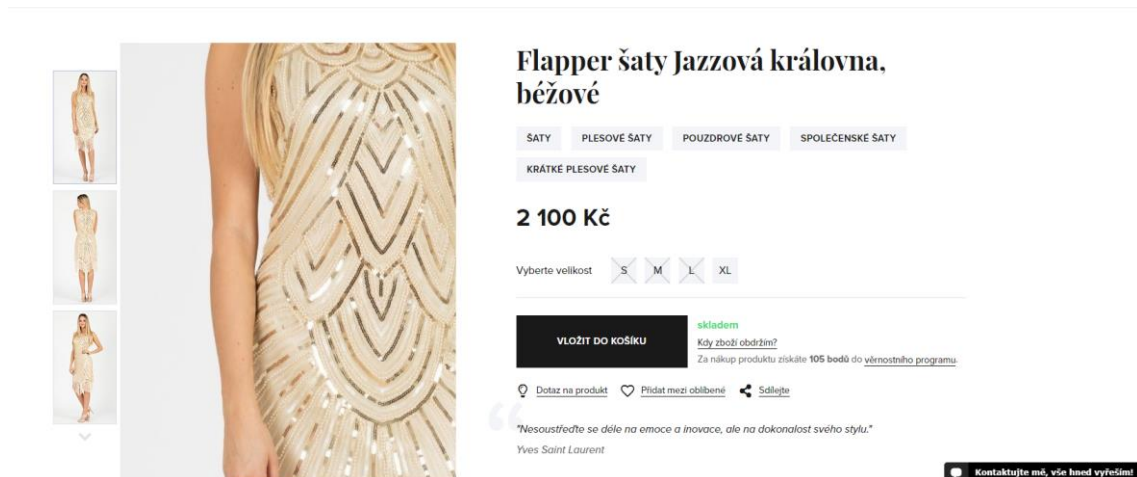 Flapper šaty Jazzová královna,
béžové
ŠATY PLESOVÉ ŠATY POUZDROVÉ ŠATY SPOLEČENSKÉ ŠATY
KRÁTKÉ PLESOVÉ ŠATY
2 100 Kč
Vyberte velikost S M L XL
VLOŽIT DO KOŠÍKU
skladem
Kdy zboží obdržím?
Za nákup produktu získáte 105 bodů do věrnostního programu.
Dotaz na produkt Přidat mezi oblíbené Sdílejte
"Nesoustřeďte se déle na emoce a inovace, ale na dokonalost svého stylu."
Yves Saint Laurent
Kontaktujte mě, vše hned vyřeším!